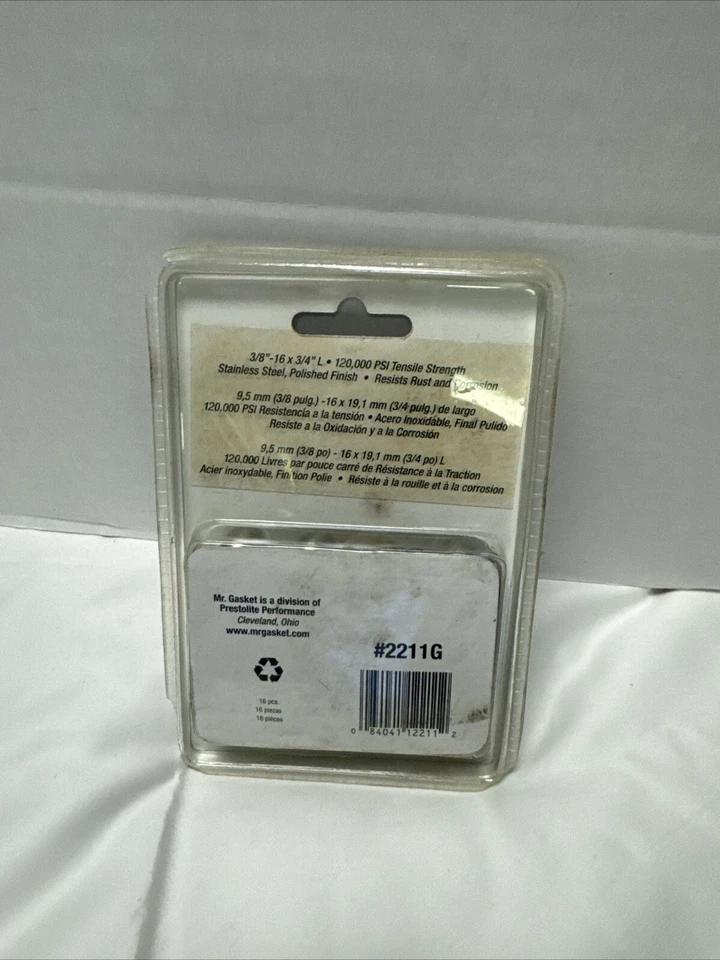 3/8"-16 x 3/4" L • 120,000 PSI Tensile Strength
Stainless Steel, Polished Finish • Resists Rust and Corrosion
9,5 mm (3/8 pulg.) -16 x 19,1 mm (3/4 pulg.) de largo
120.000 PSI Resistencia a la tensión • Acero Inoxidable, Final Pulido
Resiste a la Oxidación y a la Corrosión
9,5 mm (3/8 po) - 16 x 19,1 mm (3/4 po) L
120.000 Livres par pouce carré de Résistance à la Traction
Acier inoxydable, Finition Polie • Résiste à la rouille et à la corrosion
Mr. Gasket is a division of
Prestolite Performance
Cleveland, Ohio
www.mrgasket.com
16 pcs.
16 piezas
16 pièces
#2211G
0 84041 12211 2